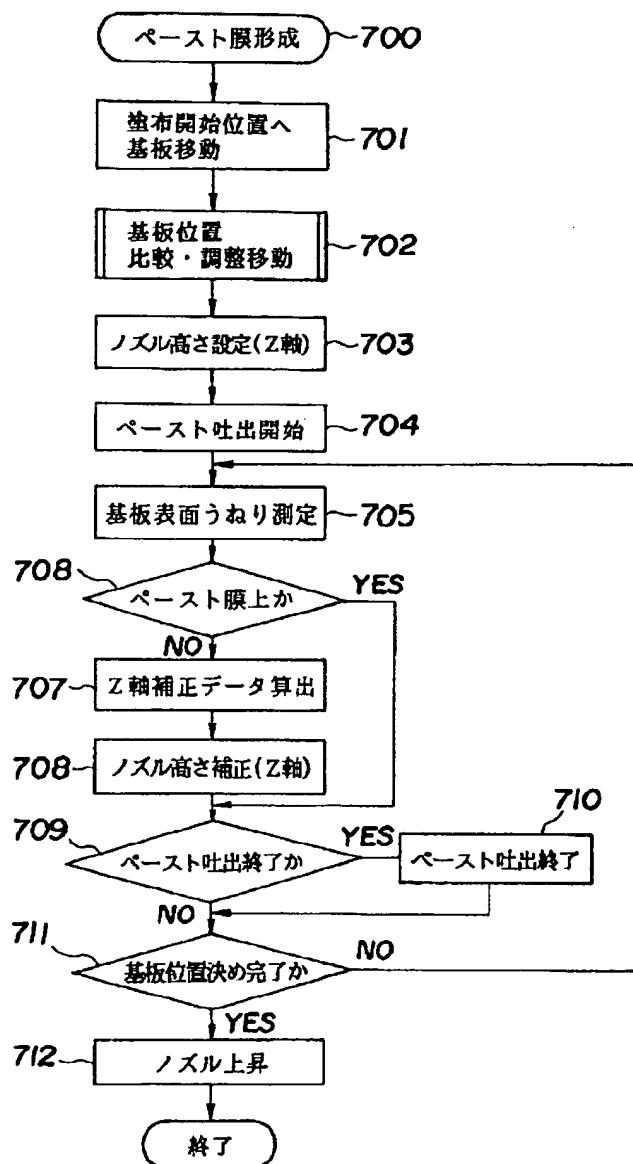 ペースト膜形成
700
塗布開始位置へ
基板移動
701
基板位置
比較・調整移動
702
ノズル高さ設定(Z軸)
703
ペースト吐出開始
704
基板表面うねり測定
705
708
ペースト膜上か
YES
NO
707
Z軸補正データ算出
708
ノズル高さ補正(Z軸)
709
ペースト吐出終了か
YES
710
ペースト吐出終了
NO
711
基板位置決め完了か
NO
YES
712
ノズル上昇
終了